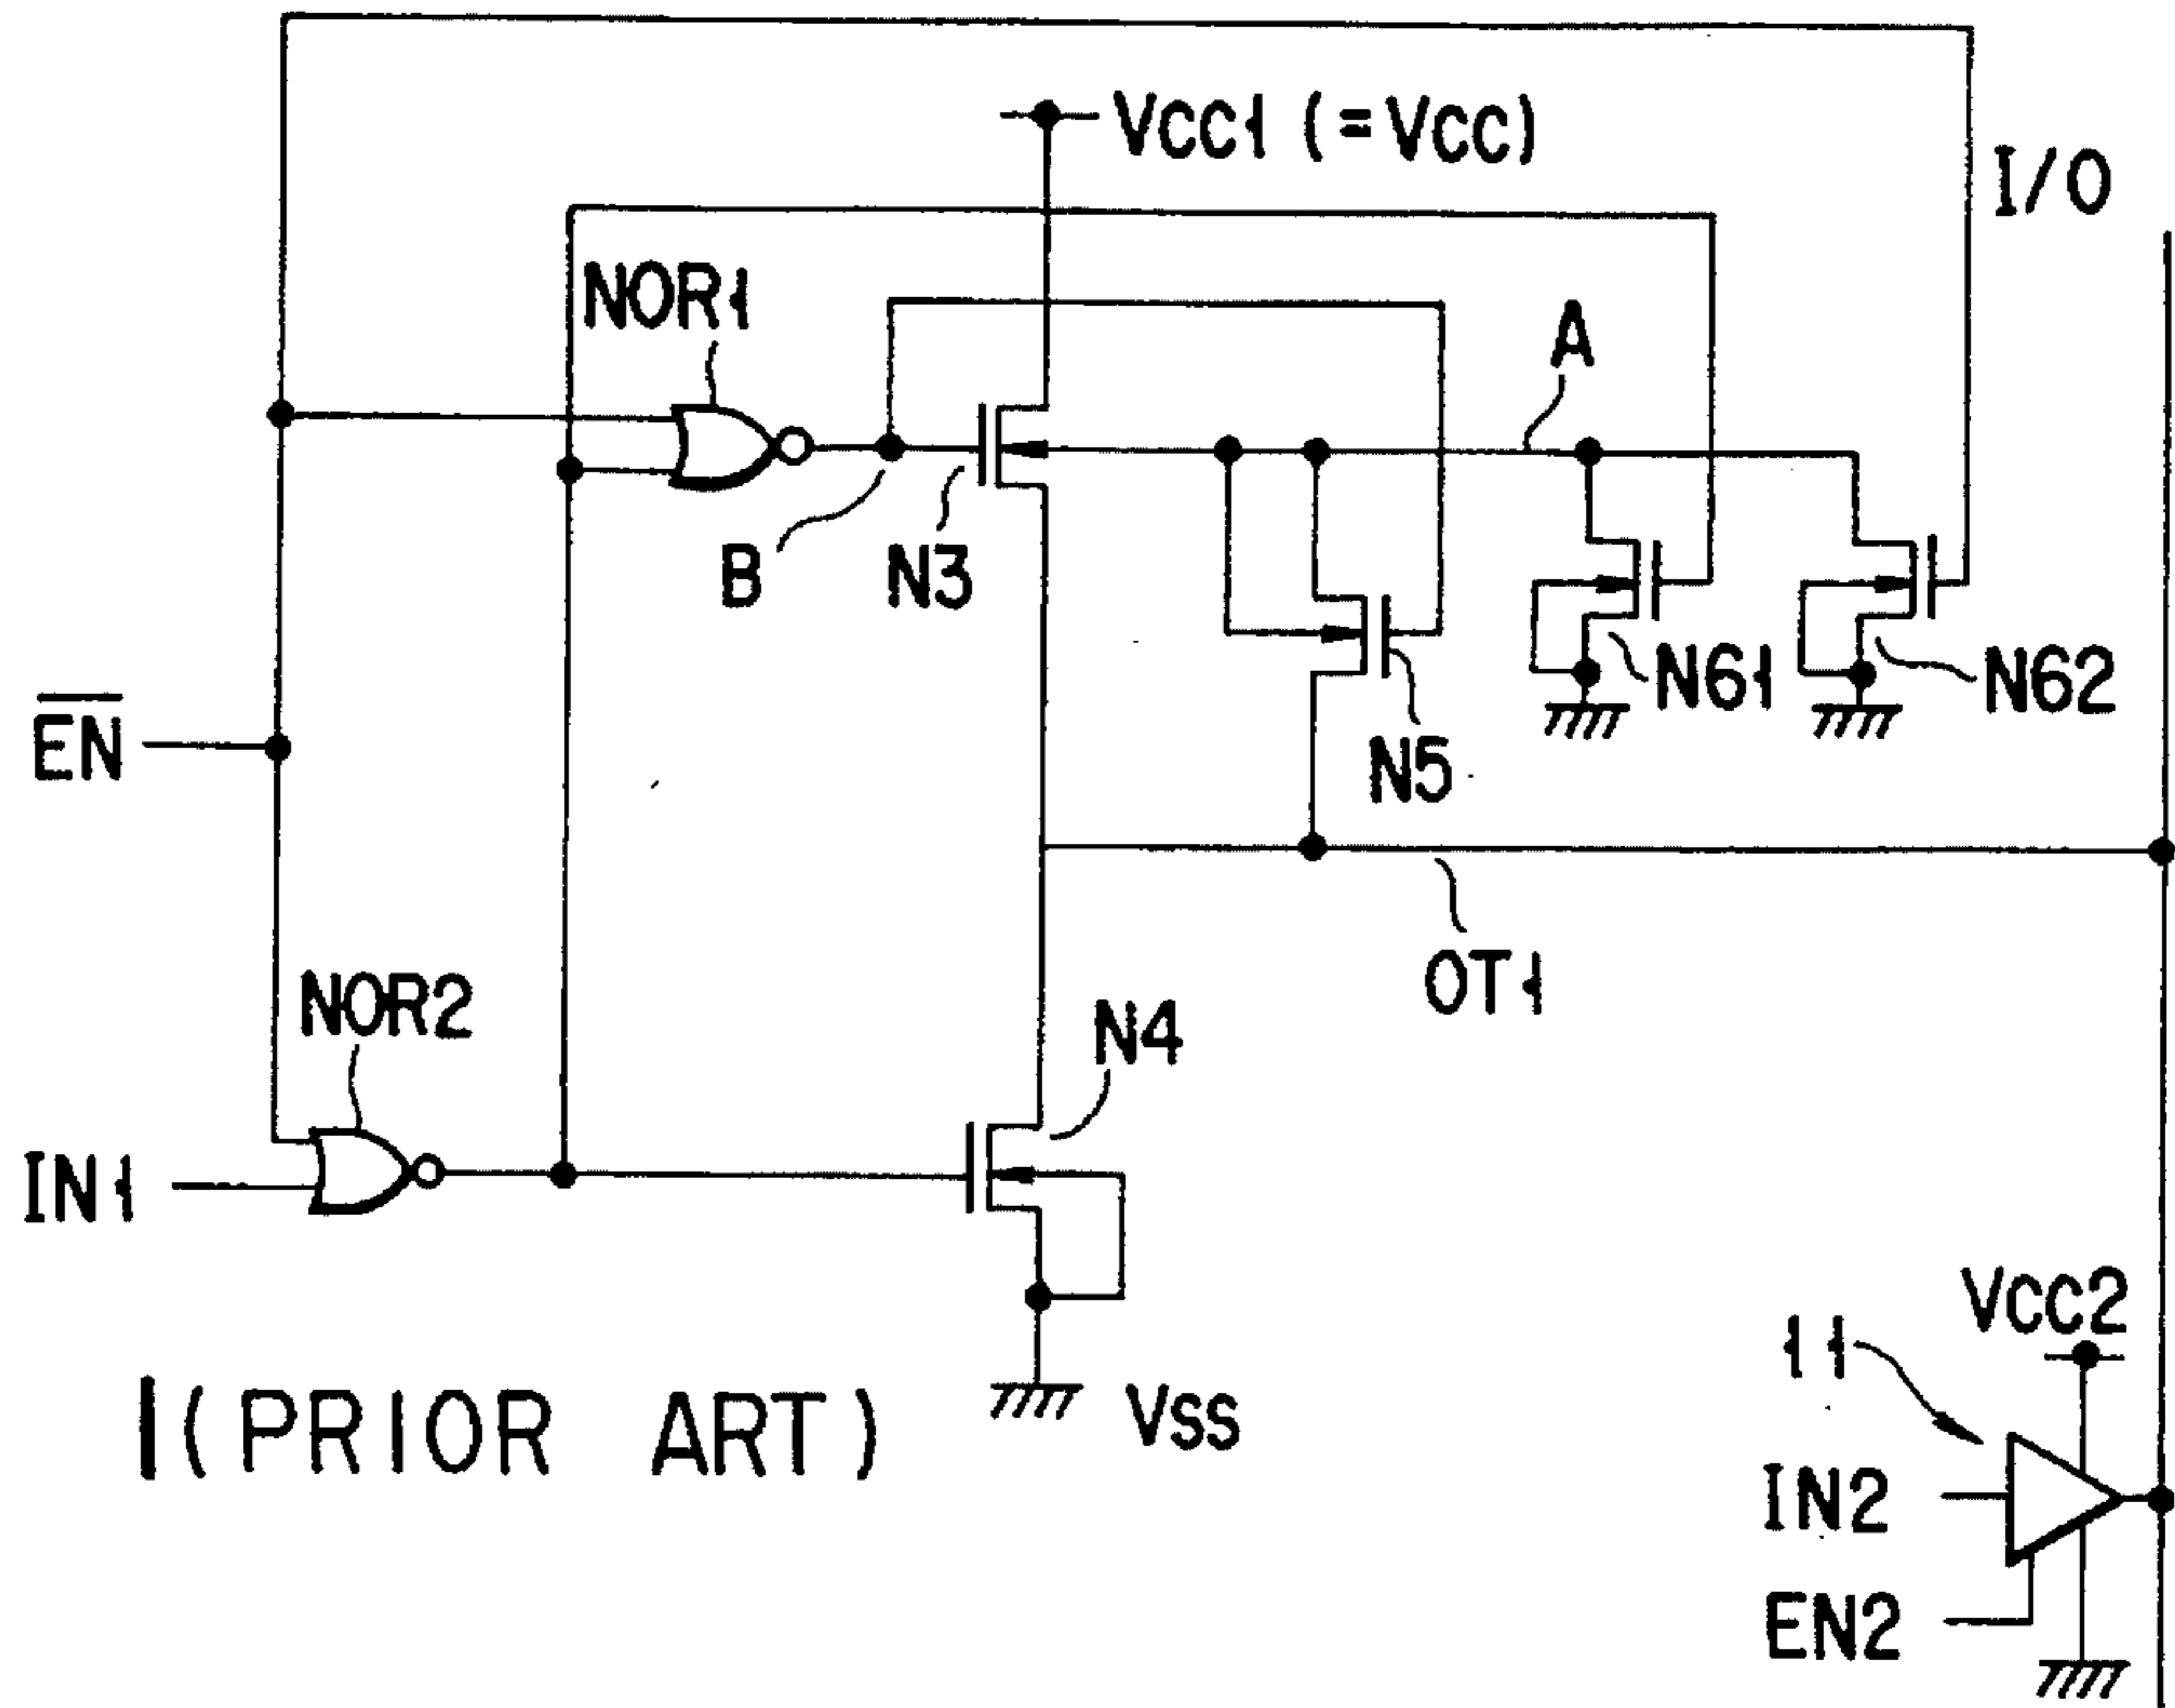 VCC1 (=VCC)
I/O
NOR1
A
B
N3
N61
N62
E̅N̅
N5
OT1
NOR2
N4
IN1
VCC2
11
VSS
1(PRIOR ART)
IN2
EN2